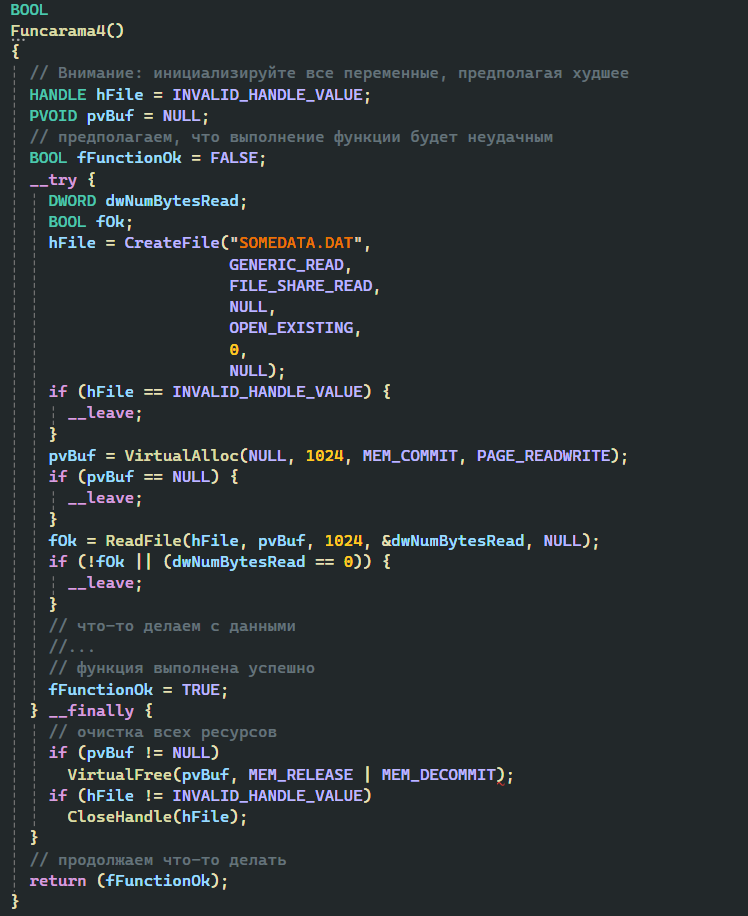 BOOL
Funcarama4()
{
// Внимание: инициализируйте все переменные, предполагая худшее
HANDLE hFile = INVALID_HANDLE_VALUE;
PVOID pvBuf = NULL;
// предполагаем, что выполнение функции будет неудачным
BOOL fFunctionOk = FALSE;
__try {
DWORD dwNumBytesRead;
BOOL fOk;
hFile = CreateFile("SOMEDATA.DAT",
GENERIC_READ,
FILE_SHARE_READ,
NULL,
OPEN_EXISTING,
0,
NULL);
if (hFile == INVALID_HANDLE_VALUE) {
__leave;
}
pvBuf = VirtualAlloc(NULL, 1024, MEM_COMMIT, PAGE_READWRITE);
if (pvBuf == NULL) {
__leave;
}
fOk = ReadFile(hFile, pvBuf, 1024, &dwNumBytesRead, NULL);
if (!fOk || (dwNumBytesRead == 0)) {
__leave;
}
// что-то делаем с данными
//...
// функция выполнена успешно
fFunctionOk = TRUE;
} __finally {
// очистка всех ресурсов
if (pvBuf != NULL)
VirtualFree(pvBuf, MEM_RELEASE | MEM_DECOMMIT);
if (hFile != INVALID_HANDLE_VALUE)
CloseHandle(hFile);
}
// продолжаем что-то делать
return (fFunctionOk);
}